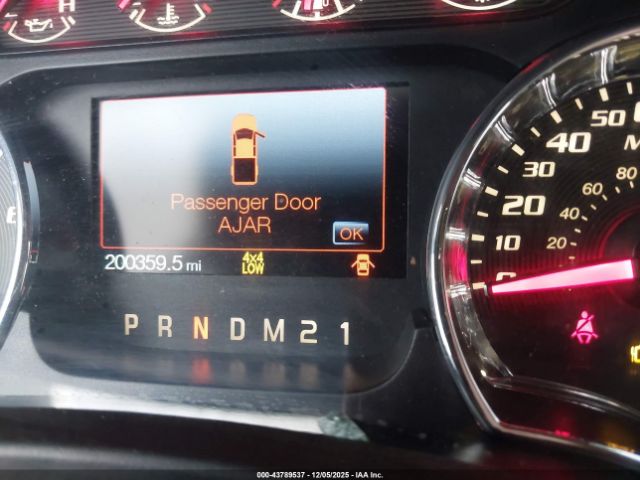 H
50
40
30
20
10
0
80
60
40
20
M
E
Passenger Door
AJAR
OK
200359.5 mi
4x4
LOW
P R N D M 2 1
000-43789537 - 12/05/2025 - IAA Inc.